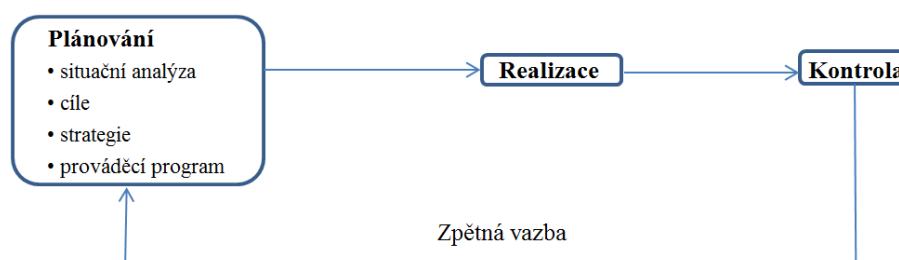 Plánování
• situační analýza
• cíle
• strategie
• prováděcí program
Realizace
Kontrola
Zpětná vazba